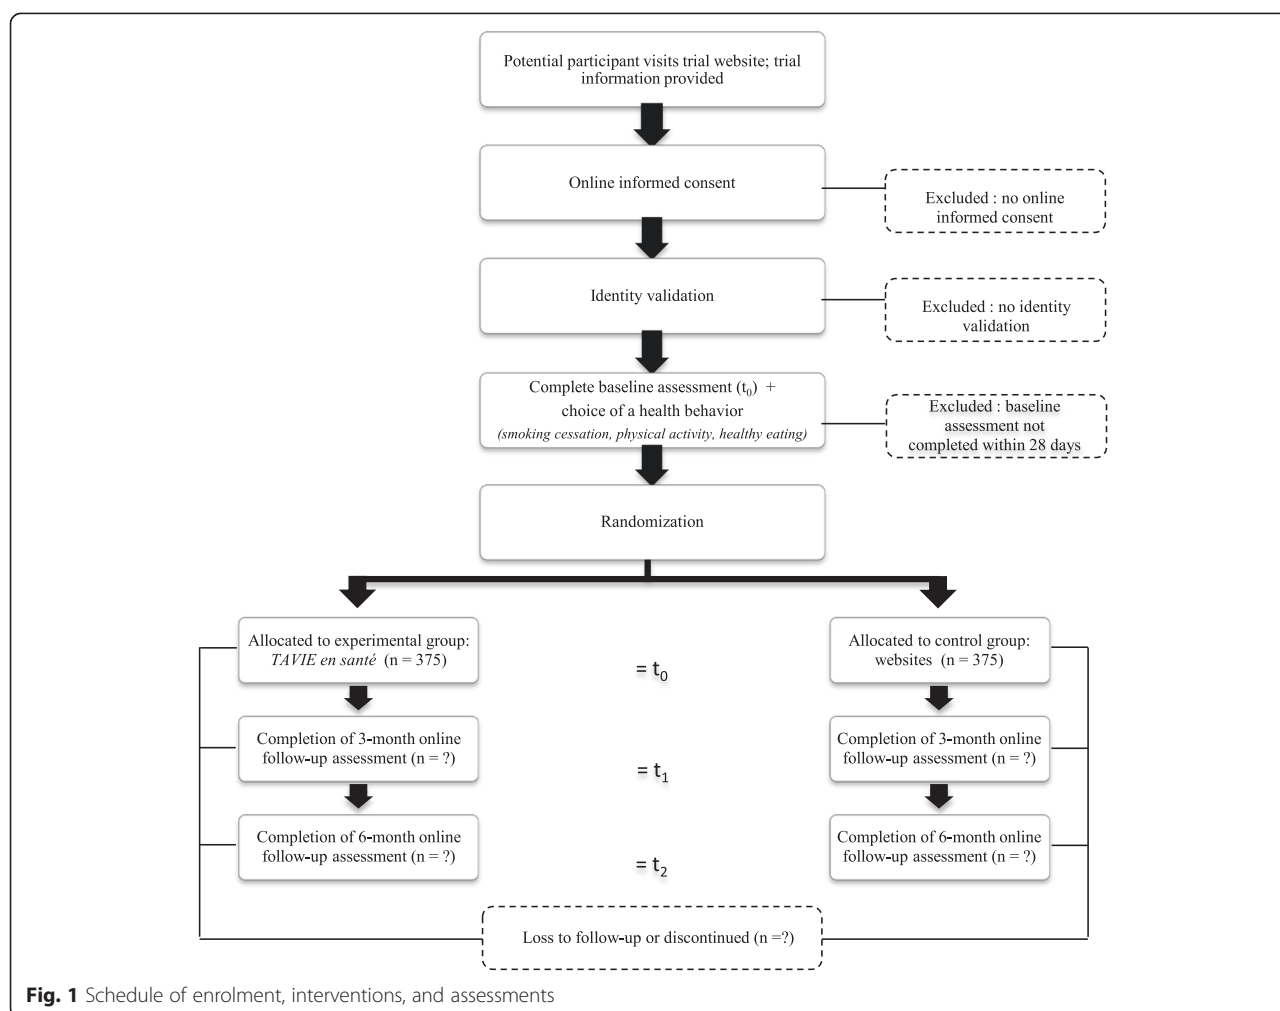 Potential participant visits trial website; trial
information provided
Online informed consent
Excluded : no online
informed consent
Identity validation
Excluded : no identity
validation
Complete baseline assessment (t0) +
choice of a health behavior
(smoking cessation, physical activity, healthy eating)
Excluded : baseline
assessment not
completed within 28 days
Randomization
Allocated to experimental group:
TAVIE en santé (n = 375)
= t0
Allocated to control group:
websites (n = 375)
Completion of 3-month online
follow-up assessment (n = ?)
= t1
Completion of 3-month online
follow-up assessment (n = ?)
Completion of 6-month online
follow-up assessment (n = ?)
= t2
Completion of 6-month online
follow-up assessment (n = ?)
Loss to follow-up or discontinued (n =?)
Fig. 1 Schedule of enrolment, interventions, and assessments